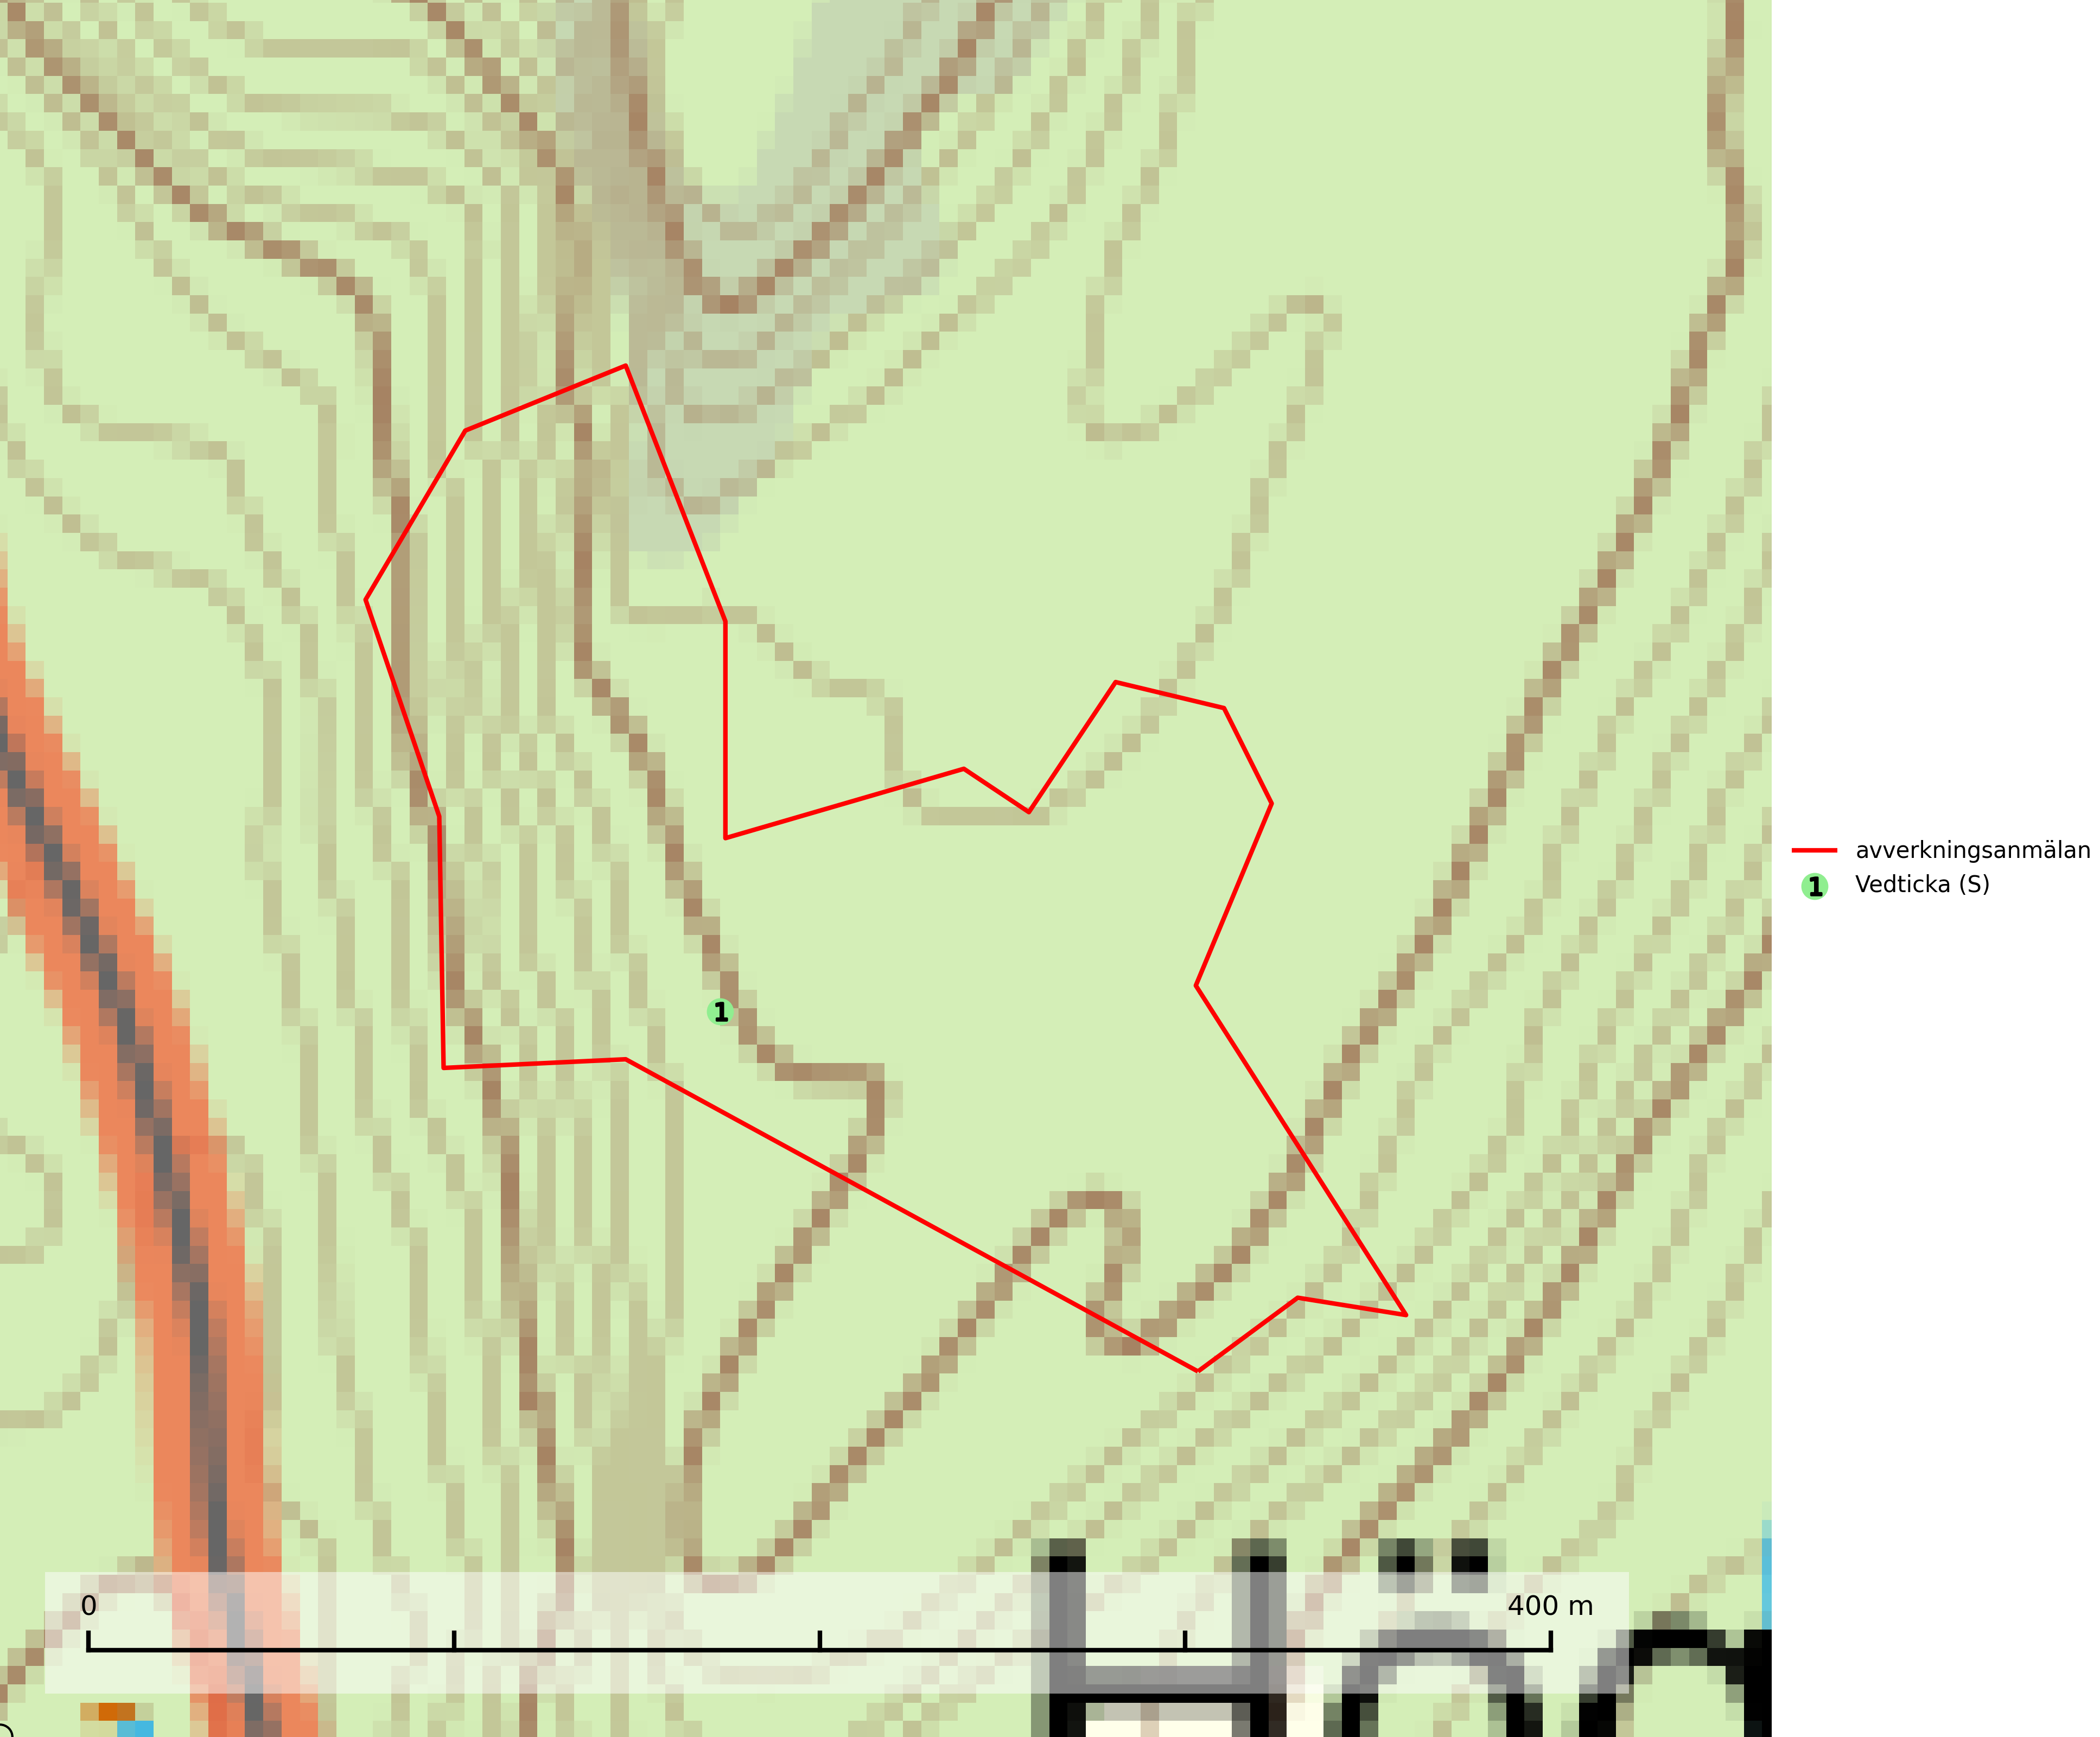 avverkningsanmälan
1 Vedticka (S)
1
0 400 m